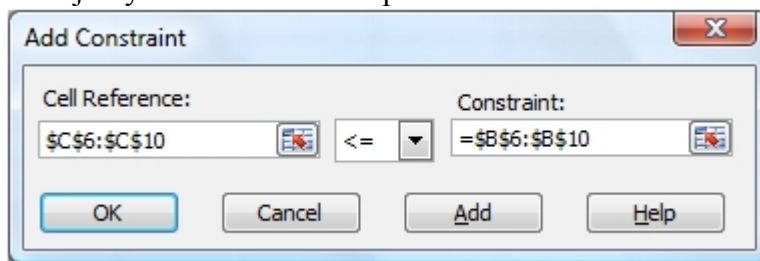 Add Constraint
Cell Reference:
Constraint:
$C$6:$C$10
<=
=$B$6:$B$10
OK
Cancel
Add
Help